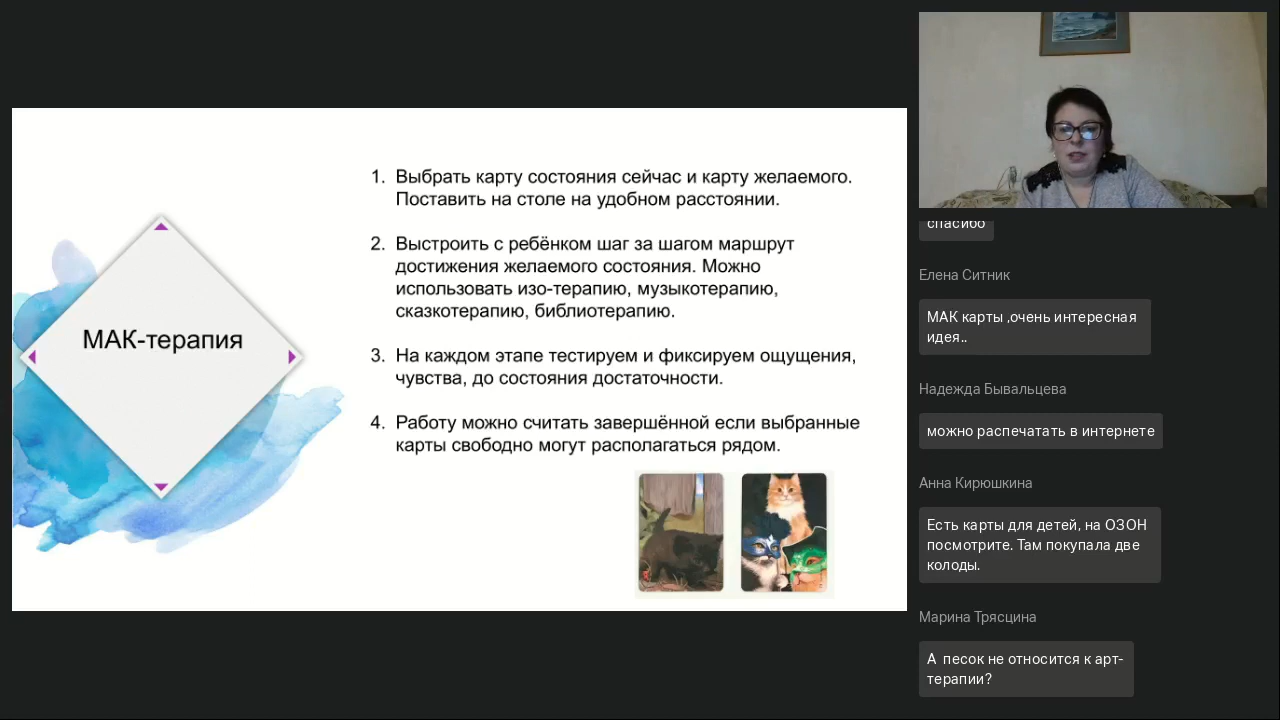 МАК-терапия
1. Выбрать карту состояния сейчас и карту желаемого.
Поставить на столе на удобном расстоянии.
2. Выстроить с ребёнком шаг за шагом маршрут
достижения желаемого состояния. Можно
использовать изо-терапию, музыкотерапию,
сказкотерапию, библиотерапию.
3. На каждом этапе тестируем и фиксируем ощущения,
чувства, до состояния достаточности.
4. Работу можно считать завершённой если выбранные
карты свободно могут располагаться рядом.
спасибо
Елена Ситник
МАК карты ,очень интересная
идея..
Надежда Бывальцева
можно распечатать в интернете
Анна Кирюшкина
Есть карты для детей, на ОЗОН
посмотрите. Там покупала две
колоды.
Марина Трясцина
А  песок не относится к арт-
терапии?